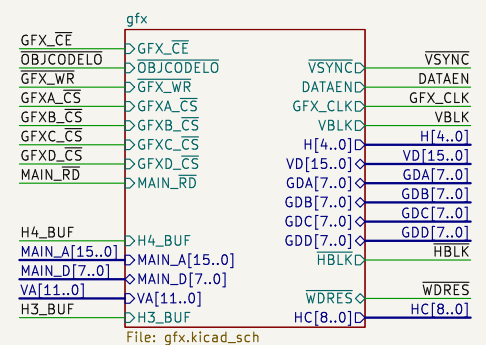 gfx
GFX_CE GFX_CE
OBJCODELO OBJCODELO VSYNC VSYNC
GFX_WR GFX_WR DATAEN DATAEN
GFXA_CS GFXA_CS GFX_CLK GFX_CLK
GFXB_CS GFXB_CS VBLK VBLK
GFXC_CS GFXC_CS H[4..0] H[4..0]
GFXD_CS GFXD_CS VD[15..0] VD[15..0]
MAIN_RD MAIN_RD GDA[7..0] GDA[7..0]
GDB[7..0] GDB[7..0]
GDC[7..0] GDC[7..0]
H4_BUF H4_BUF GDD[7..0] GDD[7..0]
MAIN_A[15..0] MAIN_A[15..0] HBLK HBLK
MAIN_D[7..0] MAIN_D[7..0]
VA[11..0] VA[11..0] WDRES WDRES
H3_BUF H3_BUF HC[8..0] HC[8..0]
File: gfx.kicad_sch